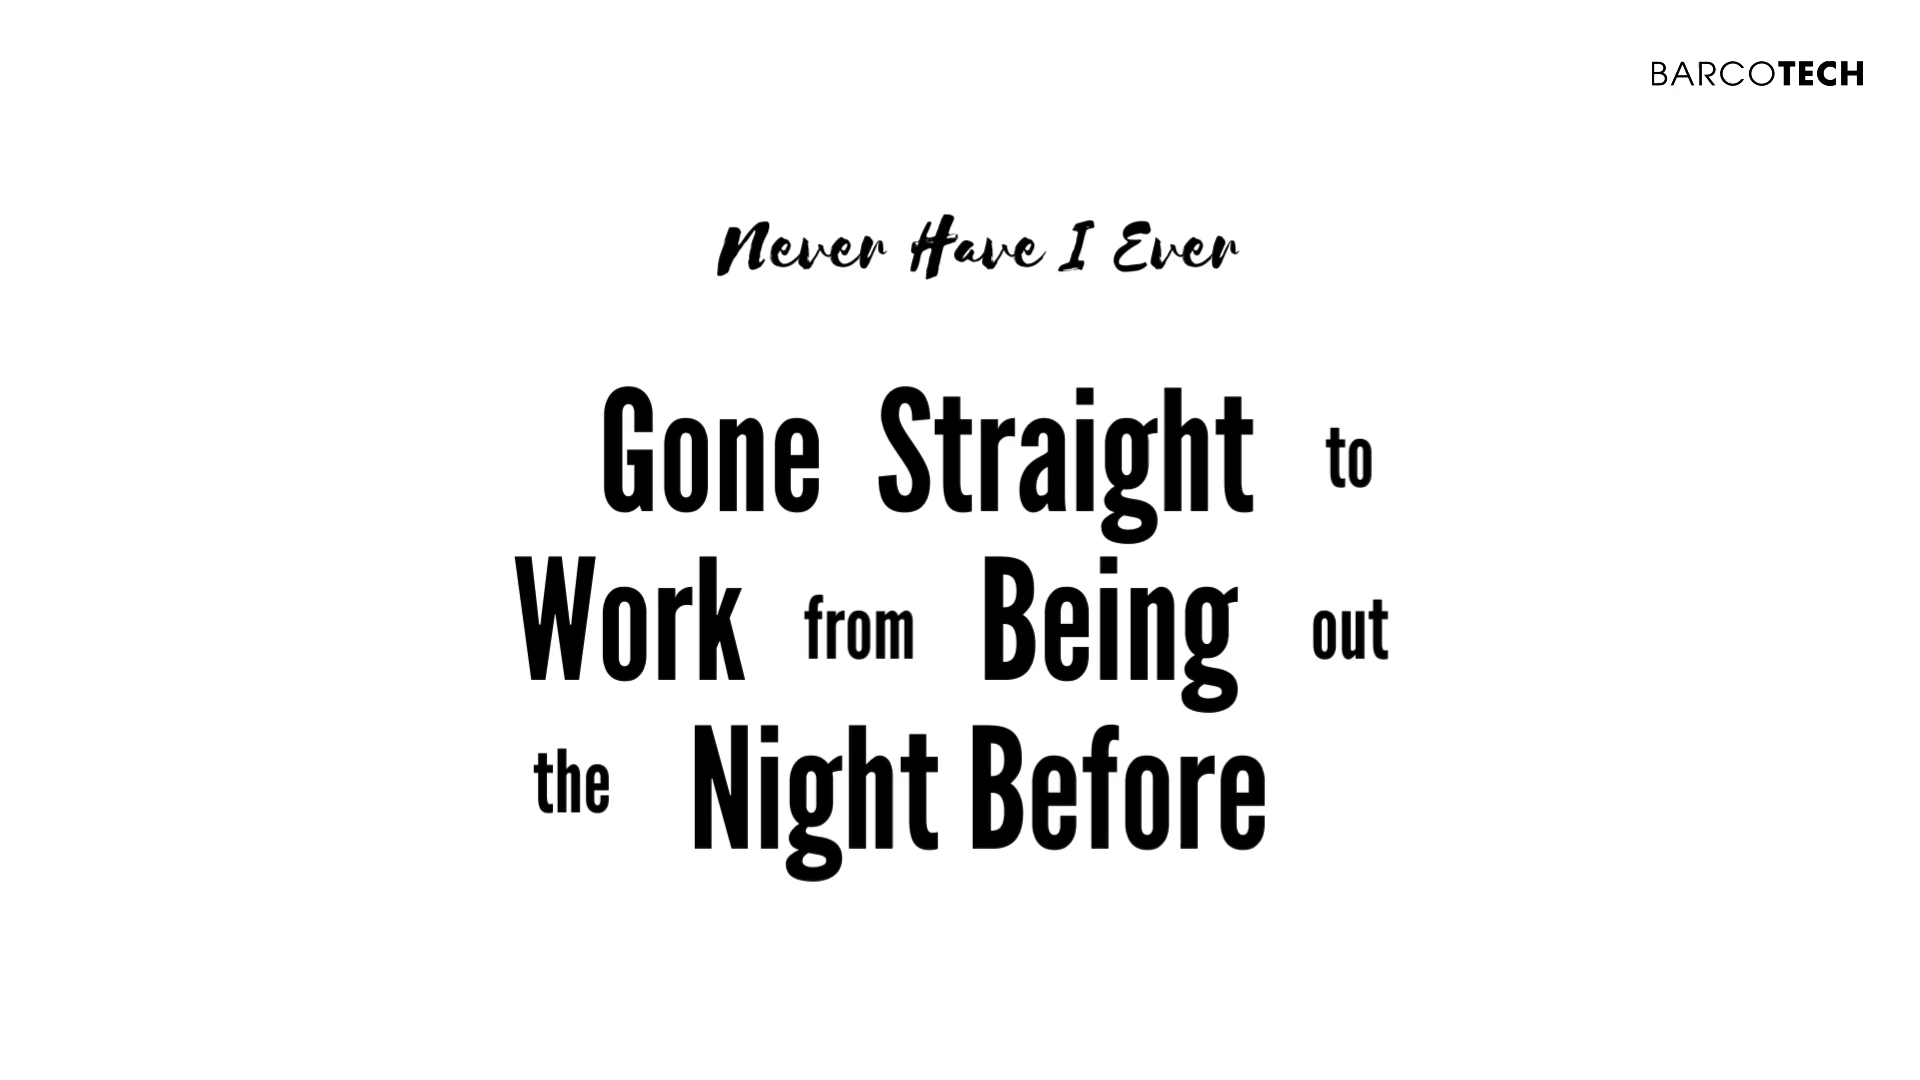 BARCOTECH
Never Have I Ever
Gone Straight to
Work from Being out
the Night Before